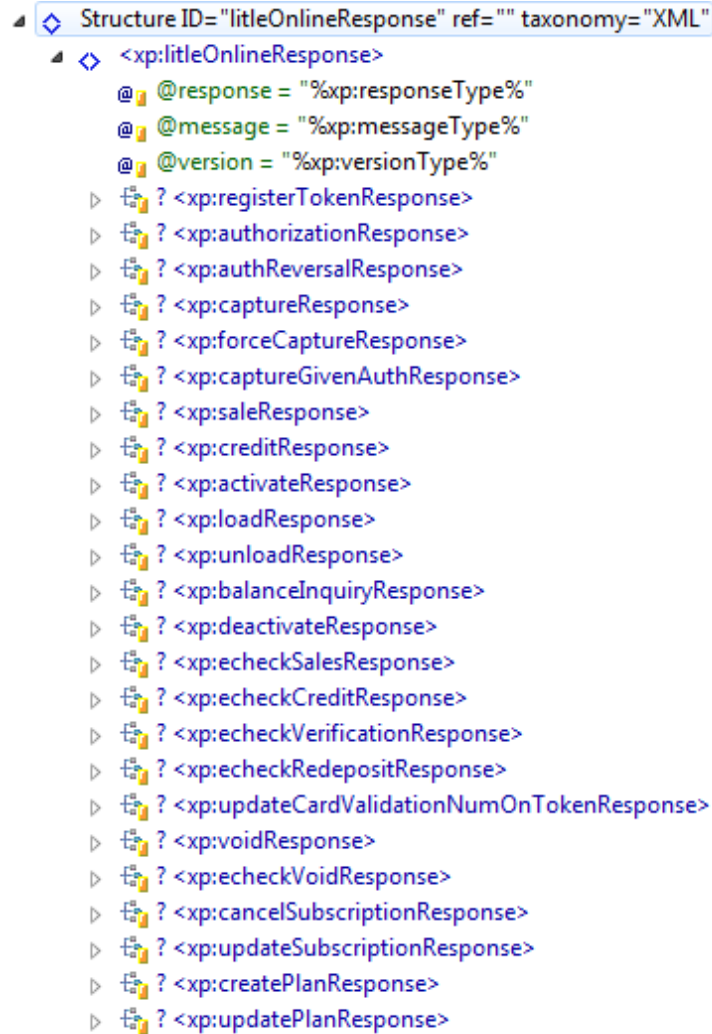 Structure ID="litleOnlineResponse" ref="" taxonomy="XML"
<xp:litleOnlineResponse>
@ @response = "%xp:responseType%"
@ @message = "%xp:messageType%"
@ @version = "%xp:versionType%"
? <xp:registerTokenResponse>
? <xp:authorizationResponse>
? <xp:authReversalResponse>
? <xp:captureResponse>
? <xp:forceCaptureResponse>
? <xp:captureGivenAuthResponse>
? <xp:saleResponse>
? <xp:creditResponse>
? <xp:activateResponse>
? <xp:loadResponse>
? <xp:unloadResponse>
? <xp:balanceInquiryResponse>
? <xp:deactivateResponse>
? <xp:echeckSalesResponse>
? <xp:echeckCreditResponse>
? <xp:echeckVerificationResponse>
? <xp:echeckRedepositResponse>
? <xp:updateCardValidationNumOnTokenResponse>
? <xp:voidResponse>
? <xp:echeckVoidResponse>
? <xp:cancelSubscriptionResponse>
? <xp:updateSubscriptionResponse>
? <xp:createPlanResponse>
? <xp:updatePlanResponse>